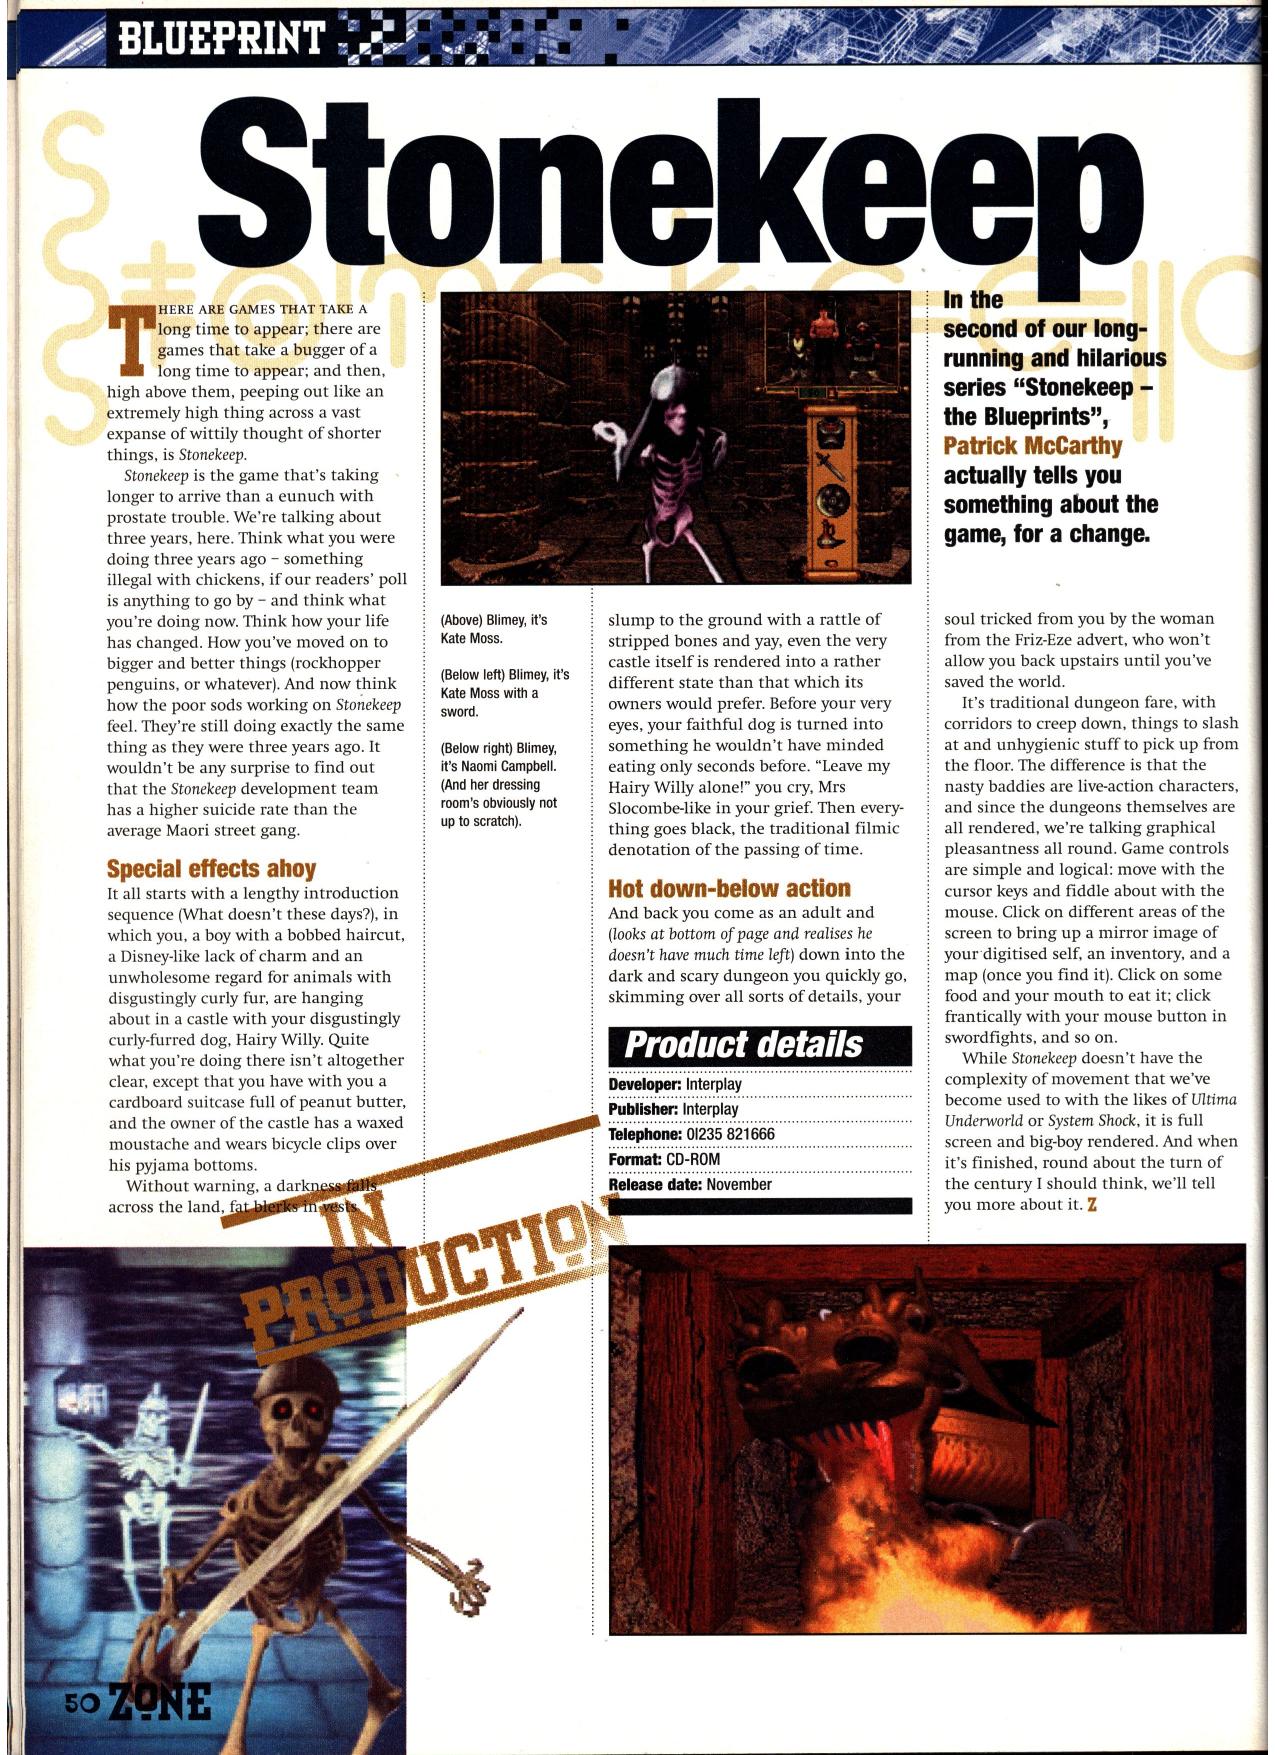 BLUEPRINT
Stonekeep
In the
second of our long-
running and hilarious
series “Stonekeep –
the Blueprints”,
Patrick McCarthy
actually tells you
something about the
game, for a change.
THERE ARE GAMES THAT TAKE A
long time to appear; there are
games that take a bugger of a
long time to appear; and then,
high above them, peeping out like an
extremely high thing across a vast
expanse of wittily thought of shorter
things, is Stonekeep.
Stonekeep is the game that's taking
longer to arrive than a eunuch with
prostate trouble. We're talking about
three years, here. Think what you were
doing three years ago – something
illegal with chickens, if our readers' poll
is anything to go by – and think what
you're doing now. Think how your life
has changed. How you've moved on to
bigger and better things (rockhopper
penguins, or whatever). And now think
how the poor sods working on Stonekeep
feel. They're still doing exactly the same
thing as they were three years ago. It
wouldn't be any surprise to find out
that the Stonekeep development team
has a higher suicide rate than the
average Maori street gang.
Special effects ahoy
It all starts with a lengthy introduction
sequence (What doesn't these days?), in
which you, a boy with a bobbed haircut,
a Disney-like lack of charm and an
unwholesome regard for animals with
disgustingly curly fur, are hanging
about in a castle with your disgustingly
curly-furred dog, Hairy Willy. Quite
what you're doing there isn't altogether
clear, except that you have with you a
cardboard suitcase full of peanut butter,
and the owner of the castle has a waxed
moustache and wears bicycle clips over
his pyjama bottoms.
Without warning, a darkness falls
across the land, fat blerks in vests
(Above) Blimey, it's
Kate Moss.
(Below left) Blimey, it's
Kate Moss with a
sword.
(Below right) Blimey,
it's Naomi Campbell.
(And her dressing
room's obviously not
up to scratch).
slump to the ground with a rattle of
stripped bones and yay, even the very
castle itself is rendered into a rather
different state than that which its
owners would prefer. Before your very
eyes, your faithful dog is turned into
something he wouldn't have minded
eating only seconds before. “Leave my
Hairy Willy alone!” you cry, Mrs
Slocombe-like in your grief. Then every-
thing goes black, the traditional filmic
denotation of the passing of time.
Hot down-below action
And back you come as an adult and
(looks at bottom of page and realises he
doesn't have much time left) down into the
dark and scary dungeon you quickly go,
skimming over all sorts of details, your
Product details
Developer: Interplay
Publisher: Interplay
Telephone: 01235 821666
Format: CD-ROM
Release date: November
soul tricked from you by the woman
from the Friz-Eze advert, who won't
allow you back upstairs until you've
saved the world.
It's traditional dungeon fare, with
corridors to creep down, things to slash
at and unhygienic stuff to pick up from
the floor. The difference is that the
nasty baddies are live-action characters,
and since the dungeons themselves are
all rendered, we're talking graphical
pleasantness all round. Game controls
are simple and logical: move with the
cursor keys and fiddle about with the
mouse. Click on different areas of the
screen to bring up a mirror image of
your digitised self, an inventory, and a
map (once you find it). Click on some
food and your mouth to eat it; click
frantically with your mouse button in
swordfights, and so on.
While Stonekeep doesn't have the
complexity of movement that we've
become used to with the likes of Ultima
Underworld or System Shock, it is full
screen and big-boy rendered. And when
it's finished, round about the turn of
the century I should think, we'll tell
you more about it. Z
IN
PRODUCTION
50 ZONE